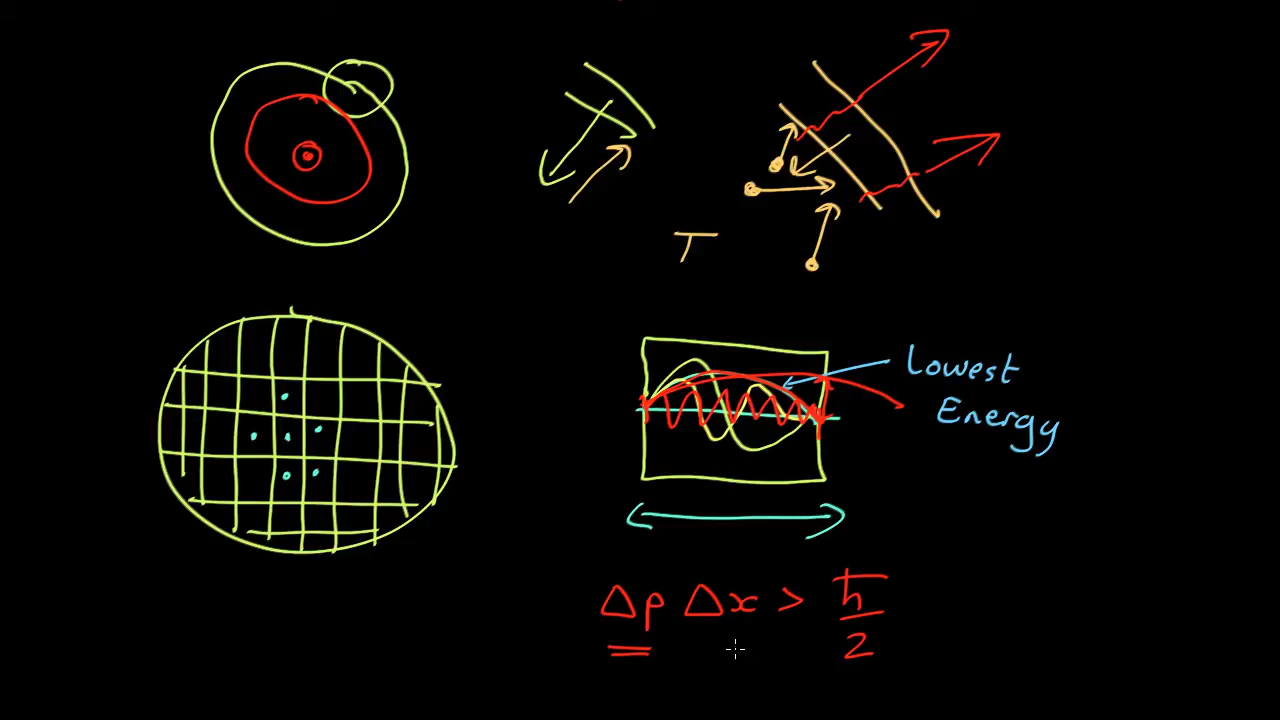 T
Lowest
Energy
Δp Δx > ħ/2